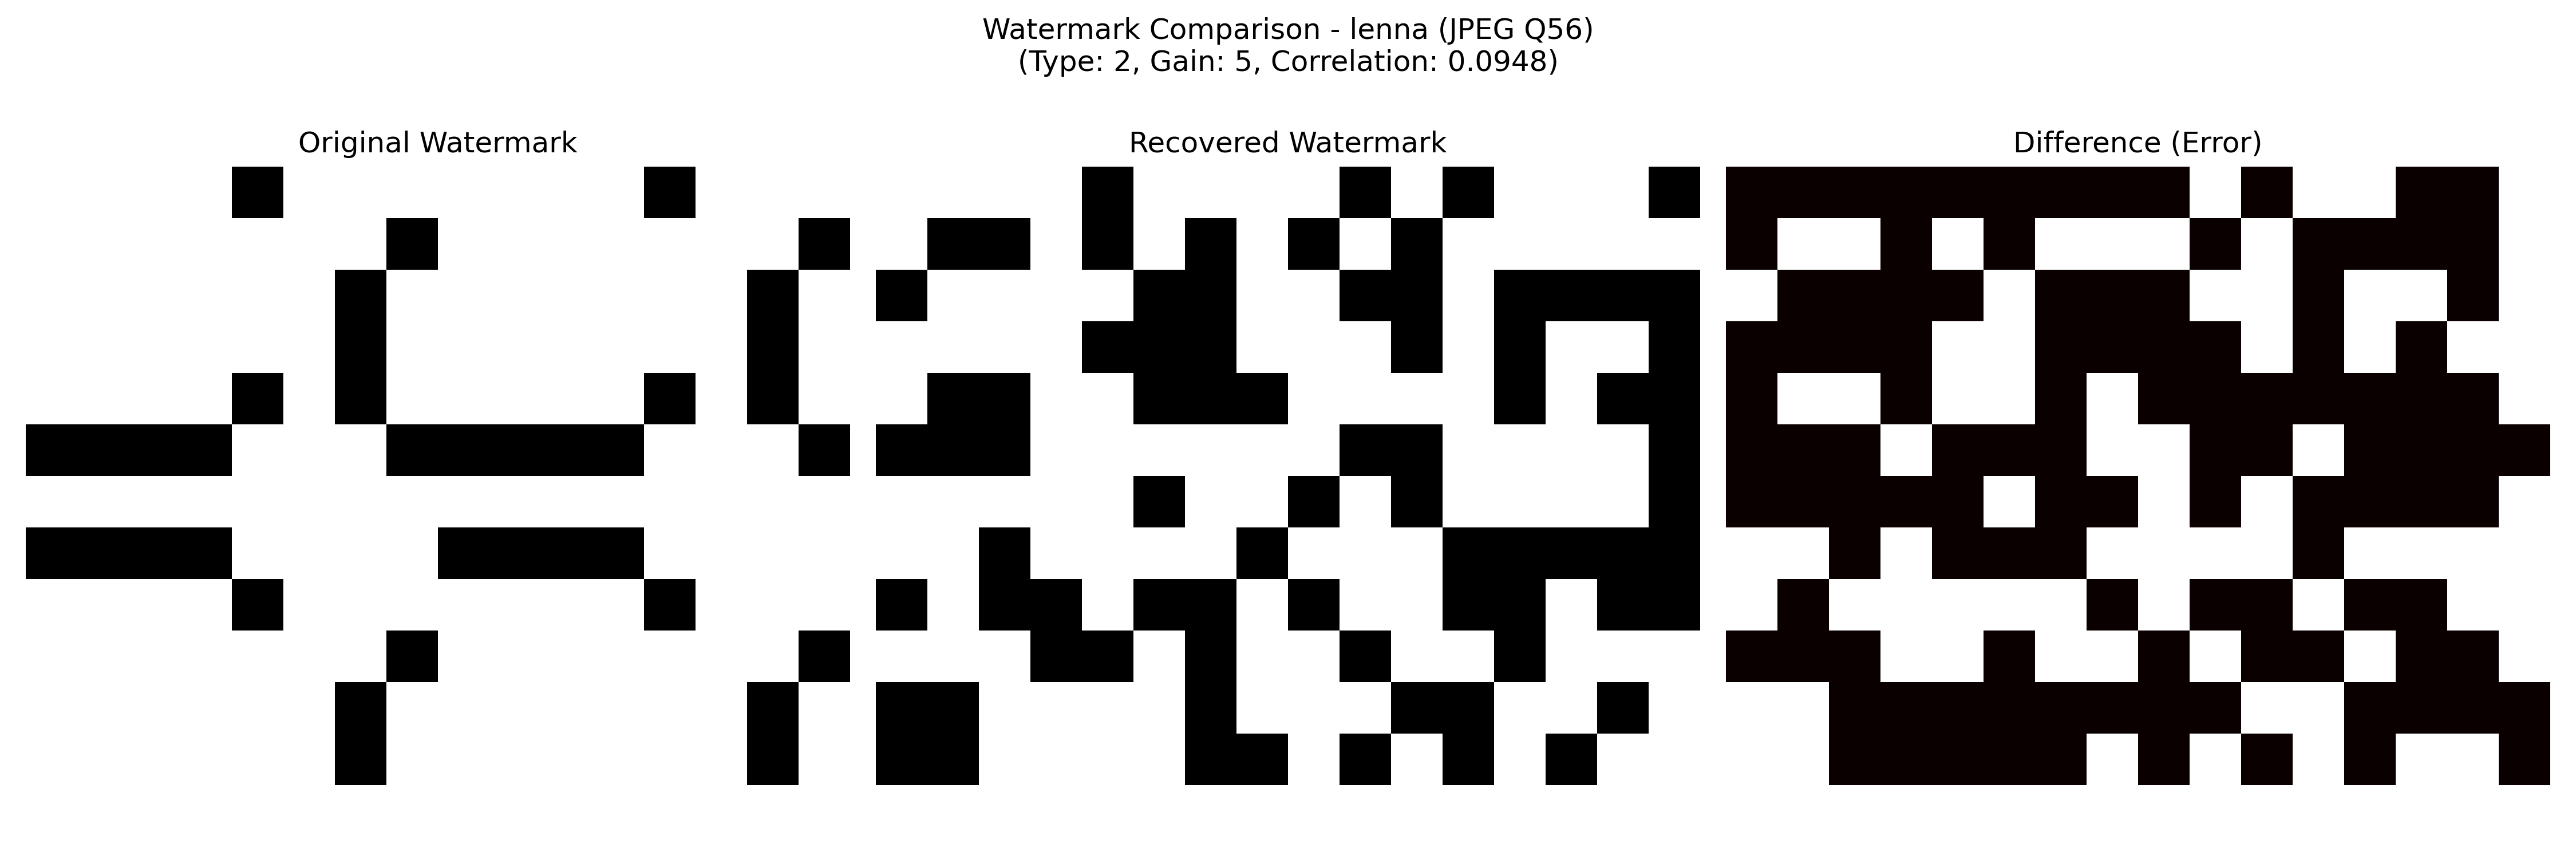 Watermark Comparison - lenna (JPEG Q56)
(Type: 2, Gain: 5, Correlation: 0.0948)
Original Watermark
Recovered Watermark
Difference (Error)